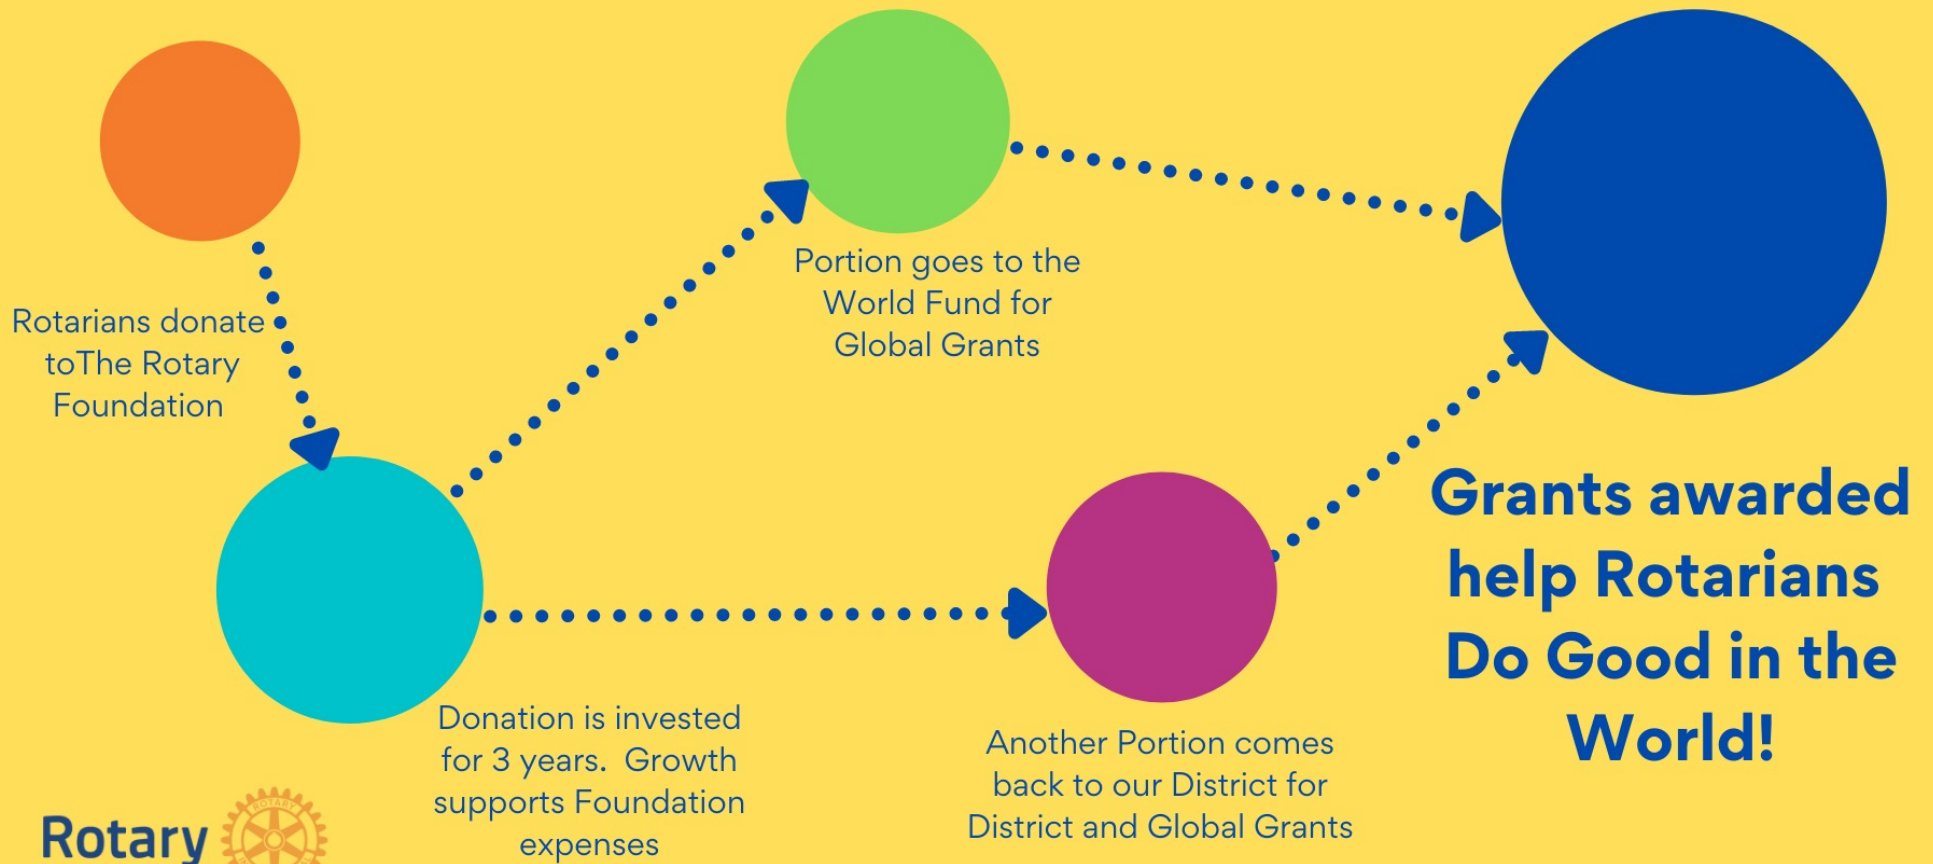 Rotarians donate
toThe Rotary
Foundation
Donation is invested
for 3 years.  Growth
supports Foundation
expenses
Portion goes to the
World Fund for
Global Grants
Another Portion comes
back to our District for
District and Global Grants
Grants awarded
help Rotarians
Do Good in the
World!
Rotary
ROTARY